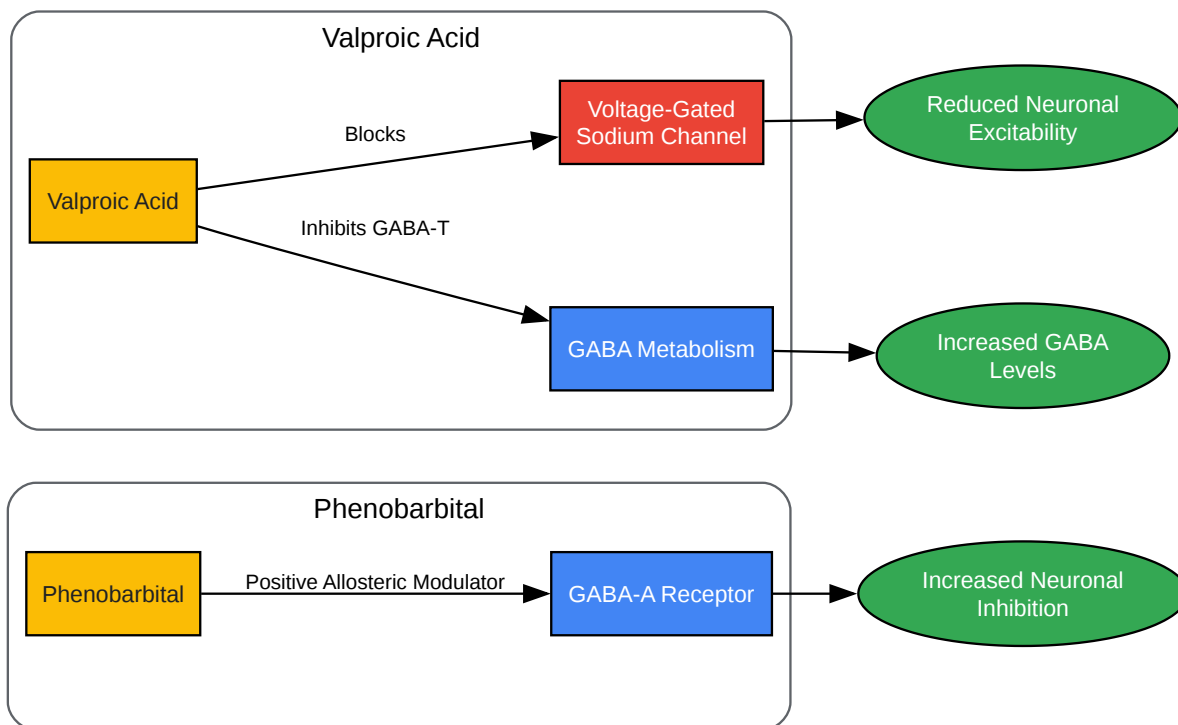 Valproic Acid
Voltage-Gated
Sodium Channel
Reduced Neuronal
Excitability
Blocks
Valproic Acid
Inhibits GABA-T
GABA Metabolism
Increased GABA
Levels
Phenobarbital
Phenobarbital
Positive Allosteric Modulator
GABA-A Receptor
Increased Neuronal
Inhibition